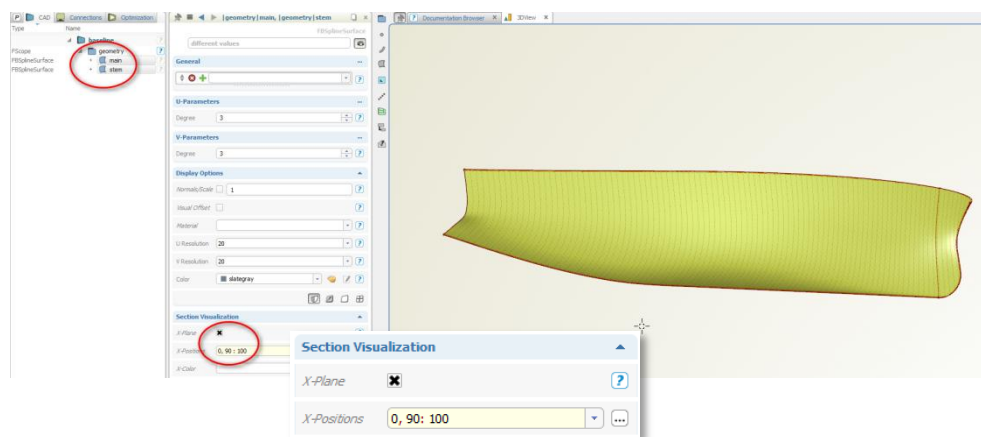 CAD Connections Optimization
Type Name
baseline
FScope geometry ?
FBSplineSurface main
FBSplineSurface stem
|geometry|main, |geometry|stem
FBSplineSurface
different values
General
?
U-Parameters
Degree 3 ?
V-Parameters
Degree 3 ?
Display Options
Normals/Scale 1 ?
Visual Offset ?
Material ?
U Resolution 20 ?
V Resolution 20 ?
Color slategray ?
Section Visualization
X-Plane
X-Positions 0, 90 : 100
X-Color
? Documentation Browser 3DView
Section Visualization
X-Plane ?
X-Positions 0, 90: 100 ...